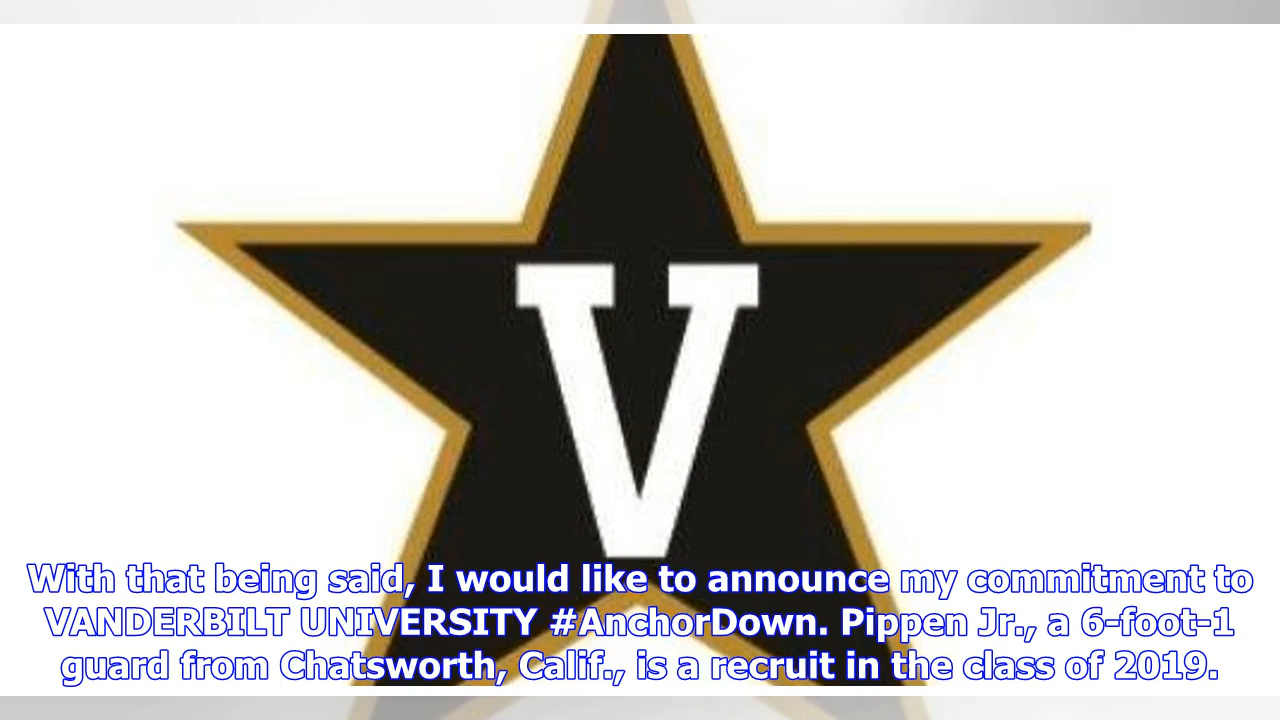 V
With that being said, I would like to announce my commitment to
VANDERBILT UNIVERSITY #AnchorDown. Pippen Jr., a 6-foot-1
guard from Chatsworth, Calif., is a recruit in the class of 2019.